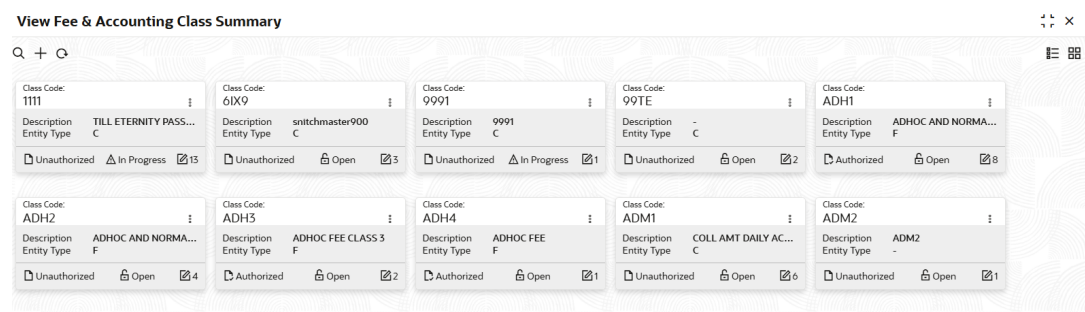 View Fee & Accounting Class Summary
Class Code: Class Code: Class Code: Class Code: Class Code:
1111 6IX9 9991 99TE ADH1
Description TILL ETERNITY PASS... Description snitchmaster900 Description 9991 Description - Description ADHOC AND NORMA...
Entity Type C Entity Type C Entity Type C Entity Type C Entity Type F
Unauthorized In Progress 13 Unauthorized Open 3 Unauthorized In Progress 1 Unauthorized Open 2 Authorized Open 8
Class Code: Class Code: Class Code: Class Code: Class Code:
ADH2 ADH3 ADH4 ADM1 ADM2
Description ADHOC AND NORMA... Description ADHOC FEE CLASS 3 Description ADHOC FEE Description COLL AMT DAILY AC... Description ADM2
Entity Type F Entity Type F Entity Type F Entity Type C Entity Type -
Unauthorized Open 4 Authorized Open 2 Authorized Open 1 Unauthorized Open 6 Unauthorized Open 1